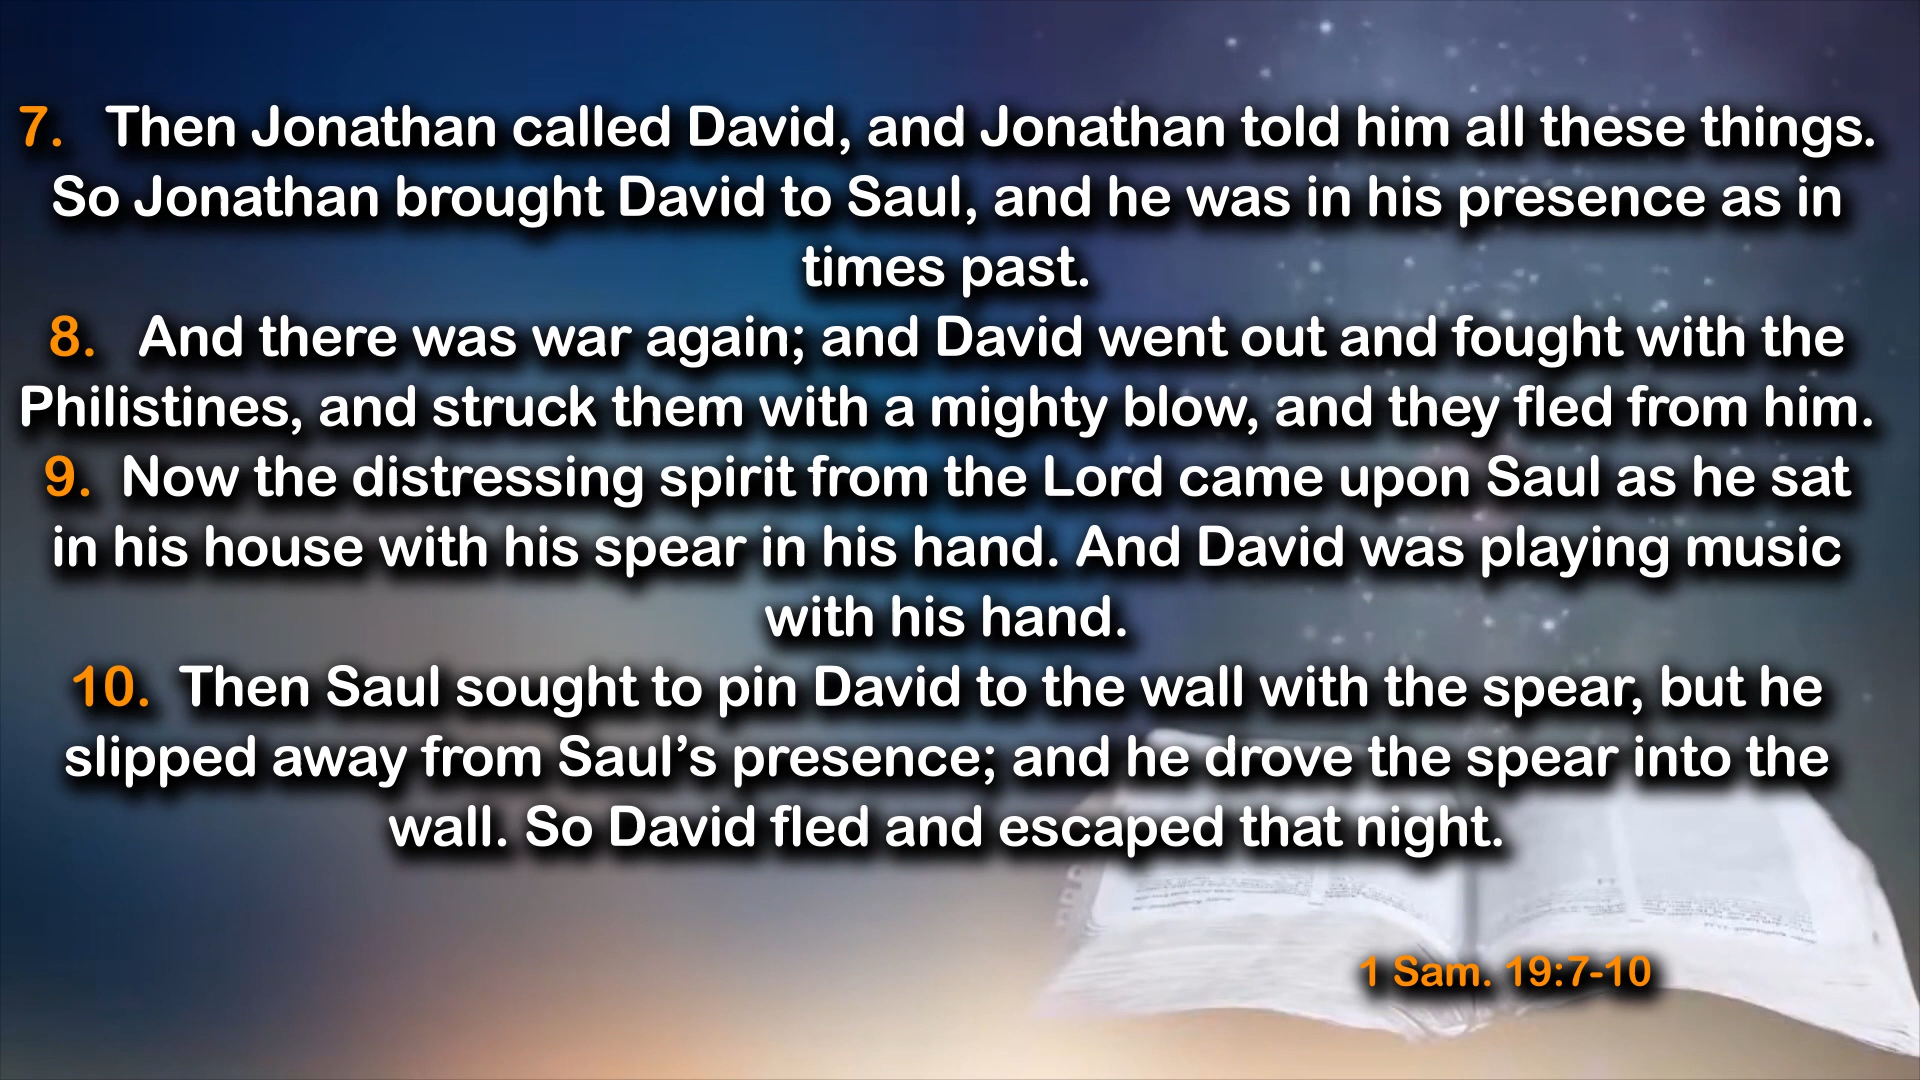 7. Then Jonathan called David, and Jonathan told him all these things.
So Jonathan brought David to Saul, and he was in his presence as in
times past.
8. And there was war again; and David went out and fought with the
Philistines, and struck them with a mighty blow, and they fled from him.
9. Now the distressing spirit from the Lord came upon Saul as he sat
in his house with his spear in his hand. And David was playing music
with his hand.
10. Then Saul sought to pin David to the wall with the spear, but he
slipped away from Saul’s presence; and he drove the spear into the
wall. So David fled and escaped that night.
1 Sam. 19:7-10